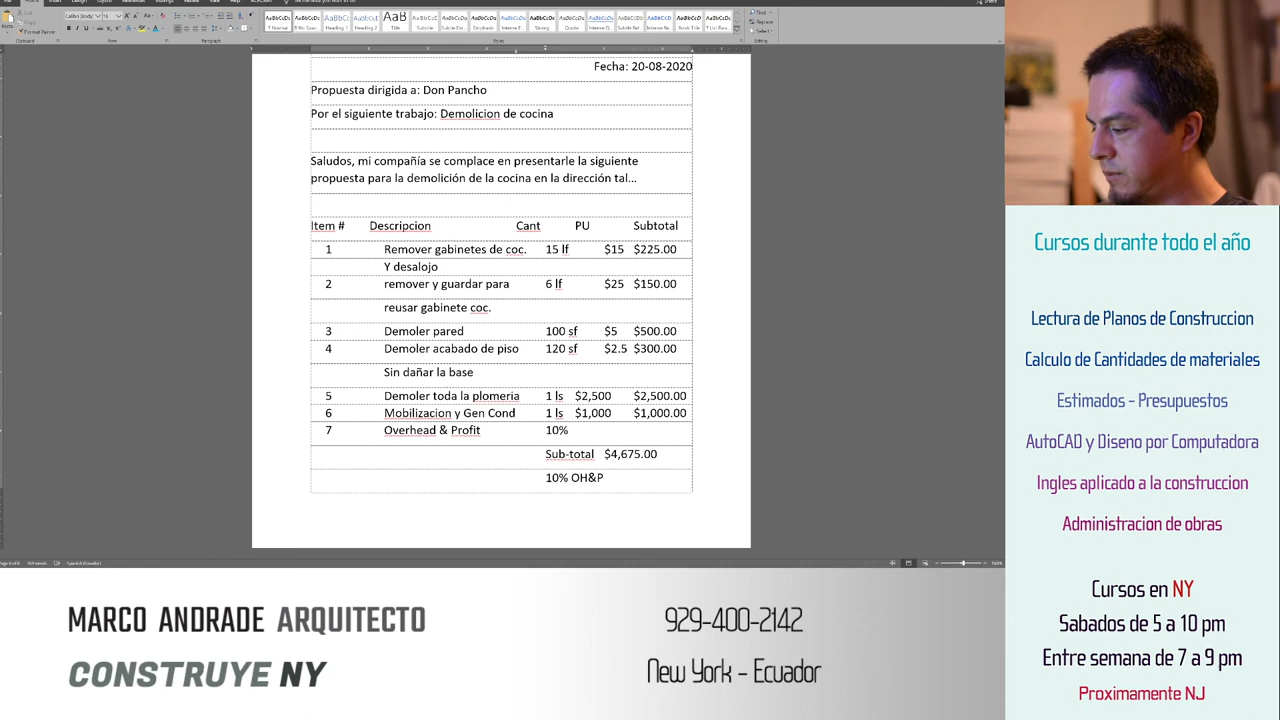 Fecha: 20-08-2020
Propuesta dirigida a: Don Pancho
Por el siguiente trabajo: Demolicion de cocina
Saludos, mi compañía se complace en presentarle la siguiente
propuesta para la demolición de la cocina en la dirección tal...
Item # Descripcion Cant PU Subtotal
1 Remover gabinetes de coc. 15 lf $15 $225.00
Y desalojo
2 remover y guardar para 6 lf $25 $150.00
reusar gabinete coc.
3 Demoler pared 100 sf $5 $500.00
4 Demoler acabado de piso 120 sf $2.5 $300.00
Sin dañar la base
5 Demoler toda la plomeria 1 ls $2,500 $2,500.00
6 Mobilizacion y Gen Cond 1 ls $1,000 $1,000.00
7 Overhead & Profit 10%
Sub-total $4,675.00
10% OH&P
Cursos durante todo el año
Lectura de Planos de Construccion
Calculo de Cantidades de materiales
Estimados - Presupuestos
AutoCAD y Diseno por Computadora
Ingles aplicado a la construccion
Administracion de obras
Cursos en NY
Sabados de 5 a 10 pm
Entre semana de 7 a 9 pm
Proximamente NJ
MARCO ANDRADE ARQUITECTO
CONSTRUYE NY
929-400-2142
New York - Ecuador